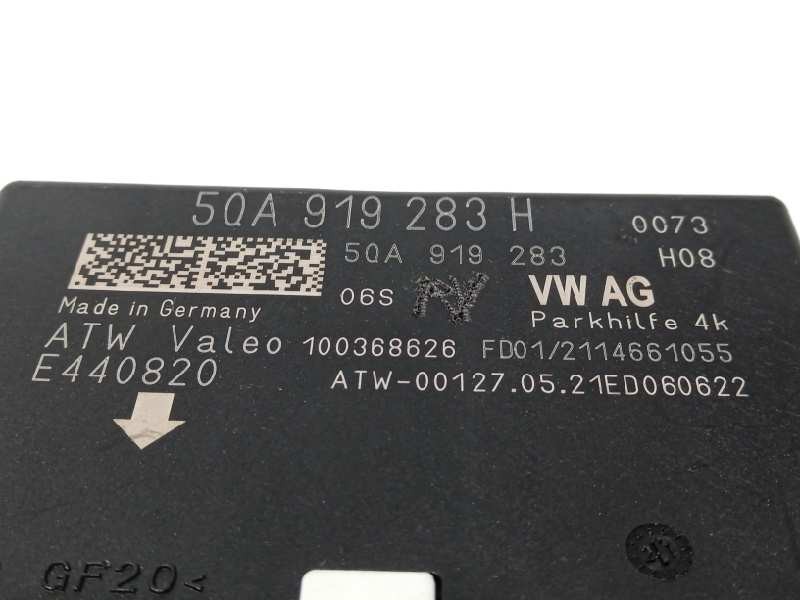 5QA 919 283 H
0073
5QA 919 283
H08
06S
VW AG
Made in Germany
Parkhilfe 4k
ATW Valeo 100368626 FD01/2114661055
E440820
ATW-00127.05.21ED060622
GF20<